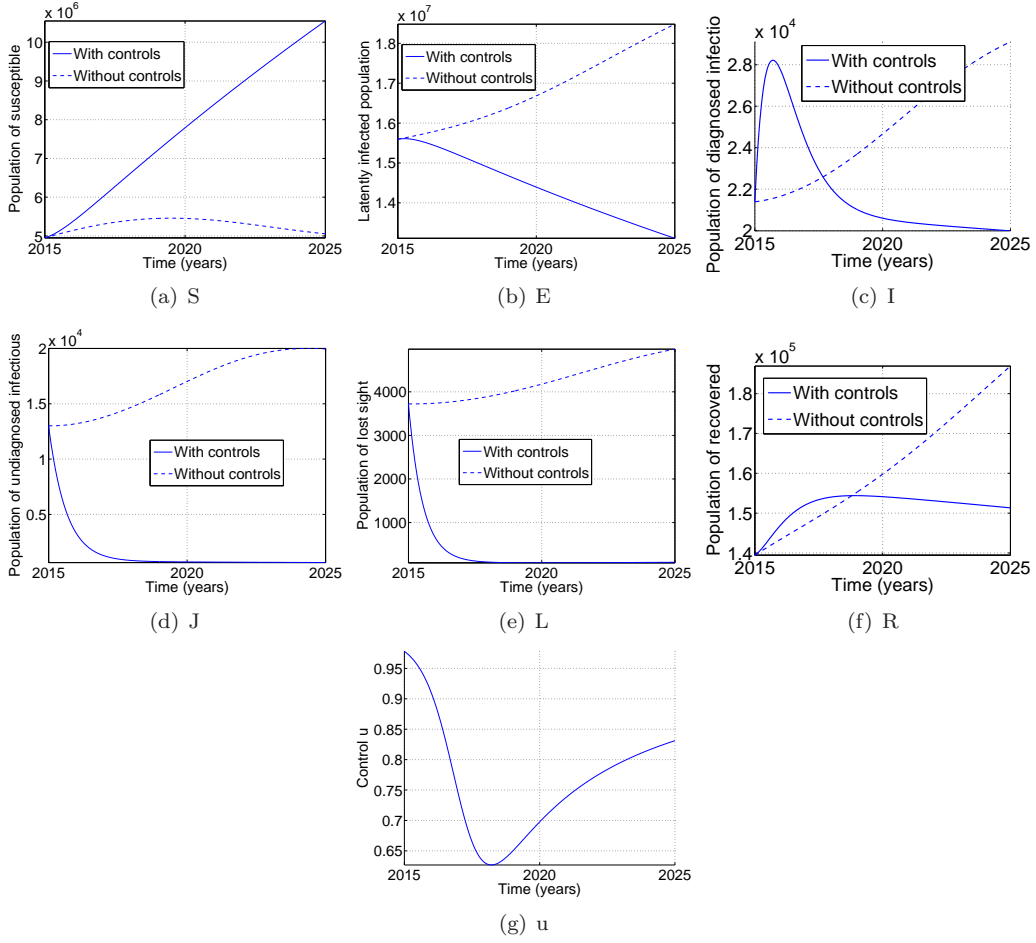 x 10^6
Population of susceptible
10
9
8
7
6
5
2015 2020 2025
Time (years)
With controls
Without controls
(a) S
x 10^7
Latently infected population
1.8
1.7
1.6
1.5
1.4
2015 2020 2025
Time (years)
With controls
Without controls
(b) E
x 10^4
Population of diagnosed infectio
2.8
2.6
2.4
2.2
2
2015 2020 2025
Time (years)
With controls
Without controls
(c) I
x 10^4
Population of undiagnosed infectious
2
1.5
1
0.5
2015 2020 2025
Time (years)
With controls
Without controls
(d) J
Population of lost sight
4000
3000
2000
1000
2015 2020 2025
Time (years)
With controls
Without controls
(e) L
x 10^5
Population of recovered
1.8
1.7
1.6
1.5
1.4
2015 2020 2025
Time (years)
With controls
Without controls
(f) R
Control u
0.95
0.9
0.85
0.8
0.75
0.7
0.65
2015 2020 2025
Time (years)
(g) u